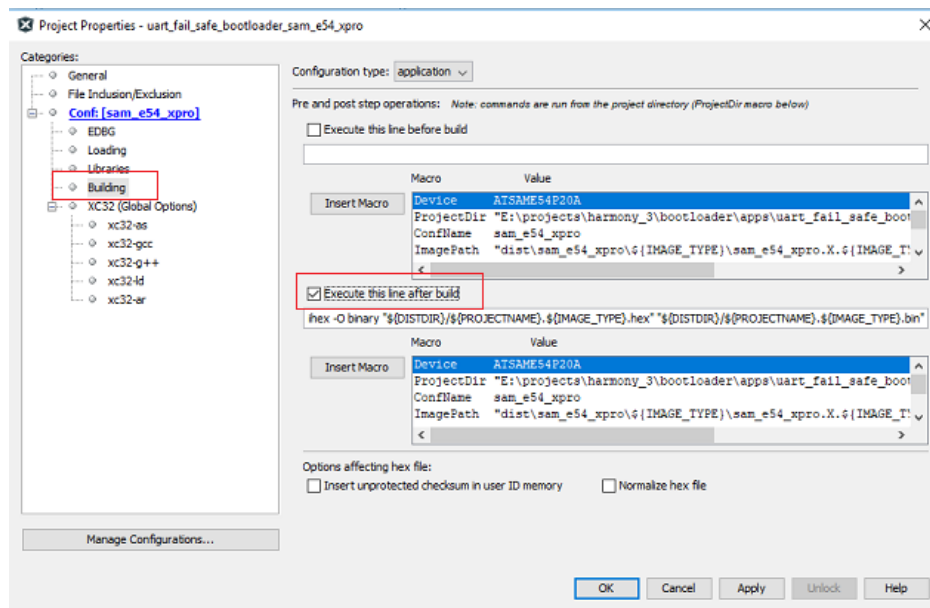 Project Properties - uart_fail_safe_bootloader_sam_e54_xpro
Categories:
General
File Inclusion/Exclusion
Conf: [sam_e54_xpro]
EDBG
Loading
Libraries
Building
XC32 (Global Options)
xc32-as
xc32-gcc
xc32-g++
xc32-ld
xc32-ar
Manage Configurations...
Configuration type: application
Pre and post step operations: Note: commands are run from the project directory (ProjectDir macro below)
Execute this line before build
Macro Value
Insert Macro
Device ATSAME54P20A
ProjectDir "E:\projects\harmony_3\bootloader\apps\uart_fail_safe_boot
ConfName sam_e54_xpro
ImagePath "dist\sam_e54_xpro\${IMAGE_TYPE}\sam_e54_xpro.X.${IMAGE_T
Execute this line after build
ihex -O binary "${DISTDIR}/${PROJECTNAME}.${IMAGE_TYPE}.hex" "${DISTDIR}/${PROJECTNAME}.${IMAGE_TYPE}.bin"
Macro Value
Insert Macro
Device ATSAME54P20A
ProjectDir "E:\projects\harmony_3\bootloader\apps\uart_fail_safe_boot
ConfName sam_e54_xpro
ImagePath "dist\sam_e54_xpro\${IMAGE_TYPE}\sam_e54_xpro.X.${IMAGE_T
Options affecting hex file:
Insert unprotected checksum in user ID memory
Normalize hex file
OK Cancel Apply Unlock Help